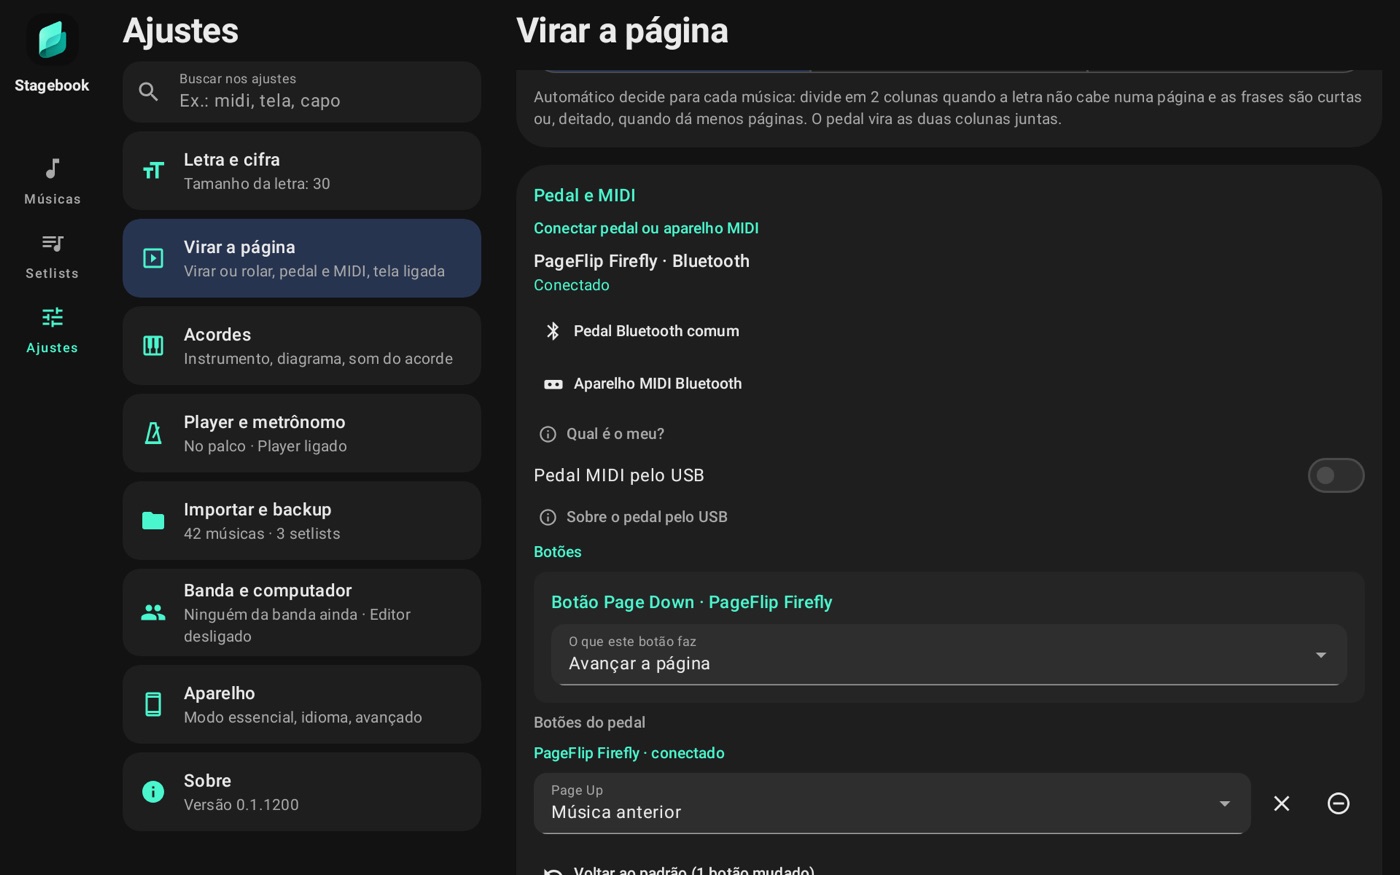 Stagebook
Músicas
Setlists
Ajustes
Ajustes
Buscar nos ajustes
Ex.: midi, tela, capo
Letra e cifra
Tamanho da letra: 30
Virar a página
Virar ou rolar, pedal e MIDI, tela ligada
Acordes
Instrumento, diagrama, som do acorde
Player e metrônomo
No palco · Player ligado
Importar e backup
42 músicas · 3 setlists
Banda e computador
Ninguém da banda ainda · Editor
desligado
Aparelho
Modo essencial, idioma, avançado
Sobre
Versão 0.1.1200
Virar a página
Automático decide para cada música: divide em 2 colunas quando a letra não cabe numa página e as frases são curtas
ou, deitado, quando dá menos páginas. O pedal vira as duas colunas juntas.
Pedal e MIDI
Conectar pedal ou aparelho MIDI
PageFlip Firefly · Bluetooth
Conectado
Pedal Bluetooth comum
Aparelho MIDI Bluetooth
Qual é o meu?
Pedal MIDI pelo USB
Sobre o pedal pelo USB
Botões
Botão Page Down · PageFlip Firefly
O que este botão faz
Avançar a página
Botões do pedal
PageFlip Firefly · conectado
Page Up
Música anterior
Voltar ao padrão (1 botão mudado)